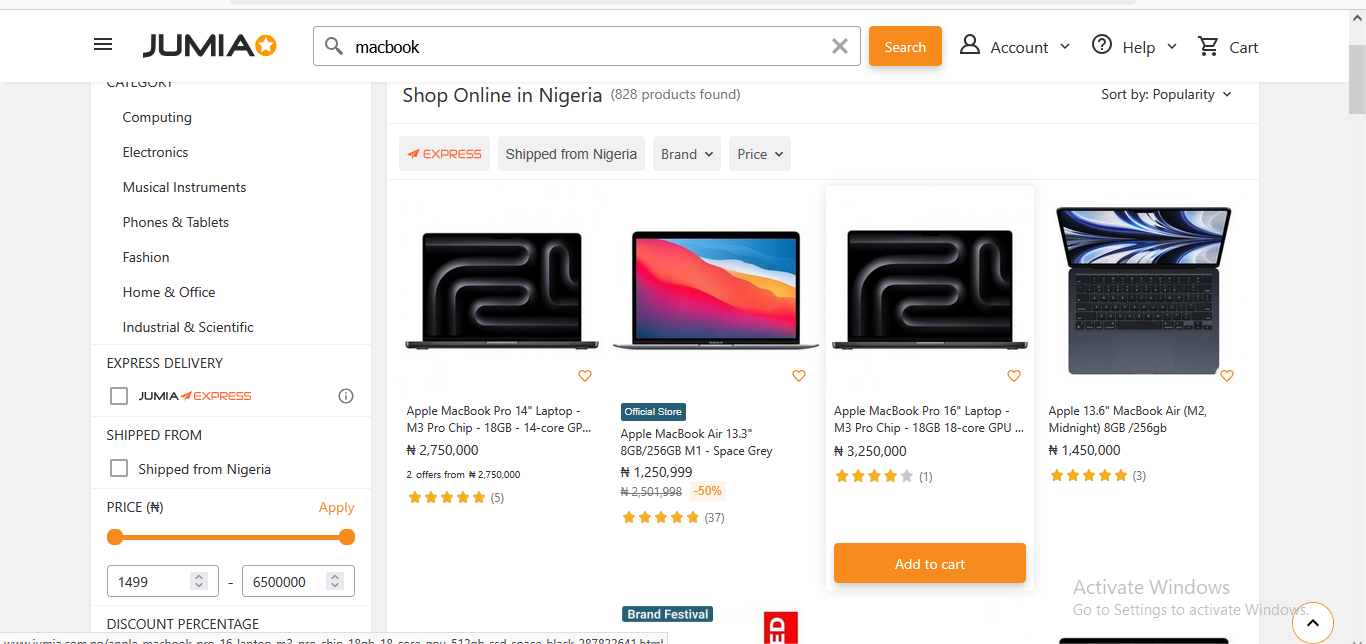 JUMIA
macbook
Search
Account
Help
Cart
CATEGORY
Computing
Electronics
Musical Instruments
Phones & Tablets
Fashion
Home & Office
Industrial & Scientific
EXPRESS DELIVERY
JUMIA EXPRESS
SHIPPED FROM
Shipped from Nigeria
PRICE (₦)
Apply
1499 - 6500000
DISCOUNT PERCENTAGE
Shop Online in Nigeria (828 products found)
Sort by: Popularity
EXPRESS
Shipped from Nigeria
Brand
Price
Apple MacBook Pro 14" Laptop -
M3 Pro Chip - 18GB - 14-core GP...
₦ 2,750,000
2 offers from ₦ 2,750,000
(5)
Official Store
Apple MacBook Air 13.3"
8GB/256GB M1 - Space Grey
₦ 1,250,999
₦ 2,501,998 -50%
(37)
Apple MacBook Pro 16" Laptop -
M3 Pro Chip - 18GB 18-core GPU ...
₦ 3,250,000
(1)
Add to cart
Apple 13.6" MacBook Air (M2,
Midnight) 8GB /256gb
₦ 1,450,000
(3)
Brand Festival
ED
Activate Windows
Go to Settings to activate Windows.
www.jumia.com.ng/apple-macbook-pro-16-laptop-m3-pro-chip-18gb-18-core-gpu-512gb-ssd-space-black-287822641.html